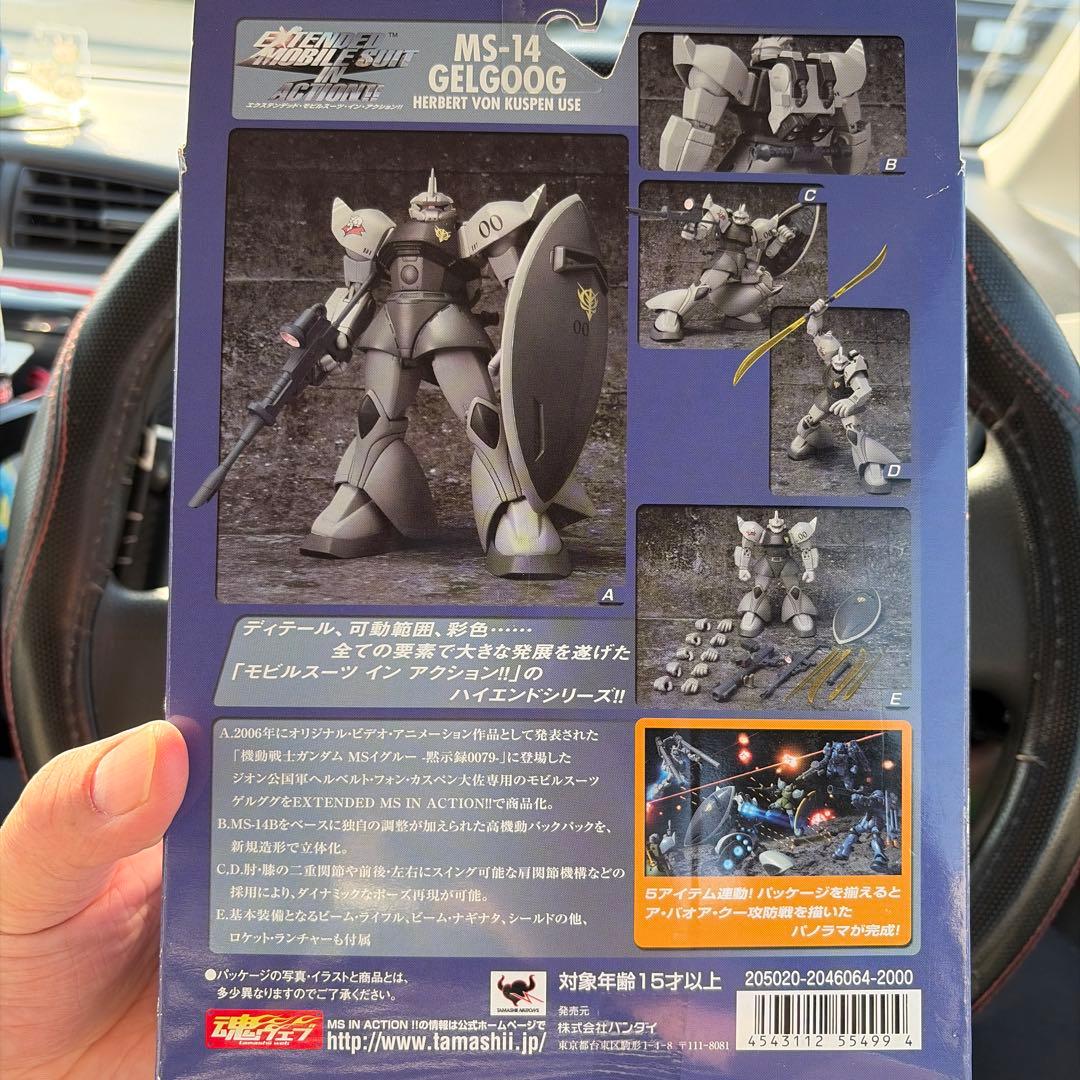 EXTENDED™
MOBILE SUIT
IN
ACTION!!
エクステンデッド・モビルスーツ・イン・アクション!!
MS-14
GELGOOG
HERBERT VON KUSPEN USE
B
C
00
00
D
A
00
E
ディテール、可動範囲、彩色……
全ての要素で大きな発展を遂げた
「モビルスーツ イン アクション!!」の
ハイエンドシリーズ!!
A.2006年にオリジナル・ビデオ・アニメーション作品として発表された
「機動戦士ガンダム MSイグルー -黙示録0079-」に登場した
ジオン公国軍ヘルベルト・フォン・カスペン大佐専用のモビルスーツ
ゲルググをEXTENDED MS IN ACTION!!で商品化。
B.MS-14Bをベースに独自の調整が加えられた高機動バックパックを、
新規造形で立体化。
C,D.肘・膝の二重関節や前後・左右にスイング可能な肩関節機構などの
採用により、ダイナミックなポーズ再現が可能。
E.基本装備となるビーム・ライフル、ビーム・ナギナタ、シールドの他、
ロケット・ランチャーも付属
5アイテム連動! パッケージを揃えると
ア・バオア・クー攻防戦を描いた
パノラマが完成!
●パッケージの写真・イラストと商品とは、
多少異なりますのでご了承ください。
TAMASHII NATIONS
対象年齢15才以上
205020-2046064-2000
魂ウェブ
tamashii web
MS IN ACTION !!の情報は公式ホームページで
http://www.tamashii.jp/
発売元
株式会社バンダイ
東京都台東区駒形1-4-8 〒111-8081
4543112 55499 4